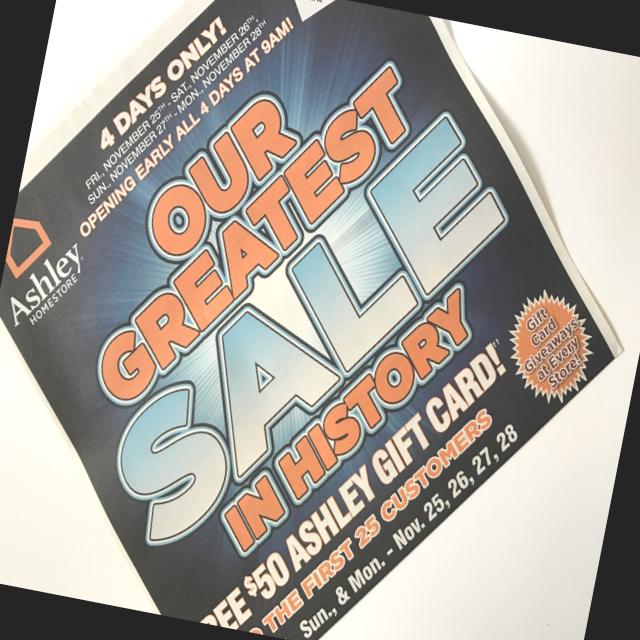 4 DAYS ONLY!
FRI., NOVEMBER 25TH - SAT., NOVEMBER 26TH,
SUN., NOVEMBER 27TH - MON., NOVEMBER 28TH
OPENING EARLY ALL 4 DAYS AT 9AM!
Ashley
HOMESTORE
OUR
GREATEST
SALE
IN HISTORY
Gift
Card
Giveaways
at Every
Store!
$50 ASHLEY GIFT CARD!
THE FIRST 25 CUSTOMERS
Sun., & Mon. - Nov. 25, 26, 27, 28